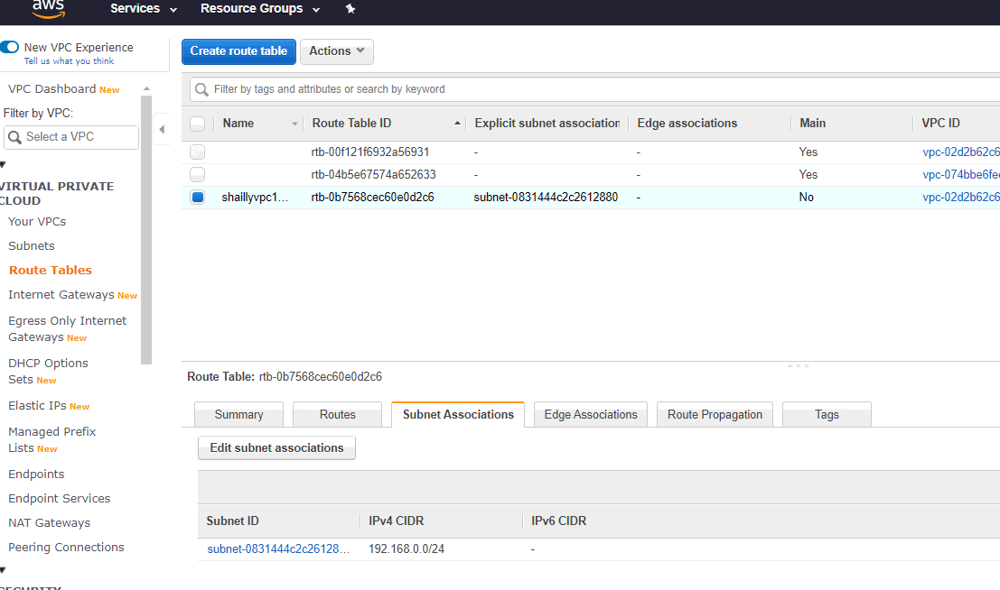 aws
Services
Resource Groups
New VPC Experience
Tell us what you think
VPC Dashboard New
Filter by VPC:
Select a VPC
VIRTUAL PRIVATE
CLOUD
Your VPCs
Subnets
Route Tables
Internet Gateways New
Egress Only Internet
Gateways New
DHCP Options
Sets New
Elastic IPs New
Managed Prefix
Lists New
Endpoints
Endpoint Services
NAT Gateways
Peering Connections
SECURITY
Create route table
Actions
Filter by tags and attributes or search by keyword
Name Route Table ID Explicit subnet association Edge associations Main VPC ID
rtb-00f121f6932a56931 - - Yes vpc-02d2b62c6
rtb-04b5e67574a652633 - - Yes vpc-074bbe6fe
shaillyvpc1... rtb-0b7568cec60e0d2c6 subnet-0831444c2c2612880 - No vpc-02d2b62c6
Route Table: rtb-0b7568cec60e0d2c6
Summary Routes Subnet Associations Edge Associations Route Propagation Tags
Edit subnet associations
Subnet ID IPv4 CIDR IPv6 CIDR
subnet-0831444c2c26128... 192.168.0.0/24 -